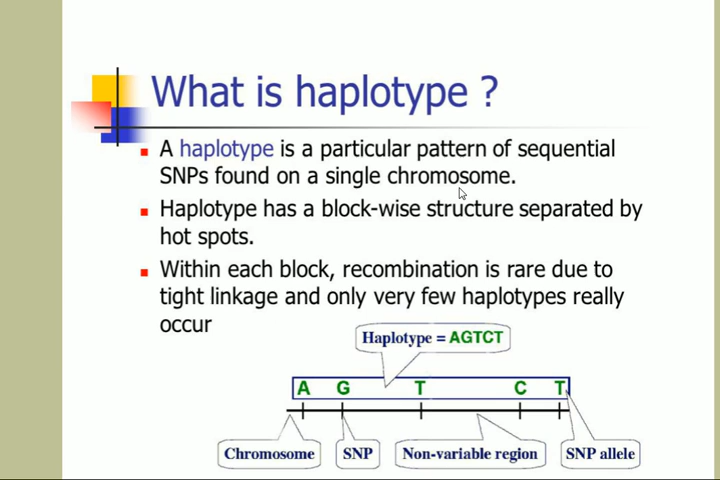 What is haplotype ?
A haplotype is a particular pattern of sequential
SNPs found on a single chromosome.
Haplotype has a block-wise structure separated by
hot spots.
Within each block, recombination is rare due to
tight linkage and only very few haplotypes really
occur
Haplotype = AGTCT
A G T C T
Chromosome SNP Non-variable region SNP allele